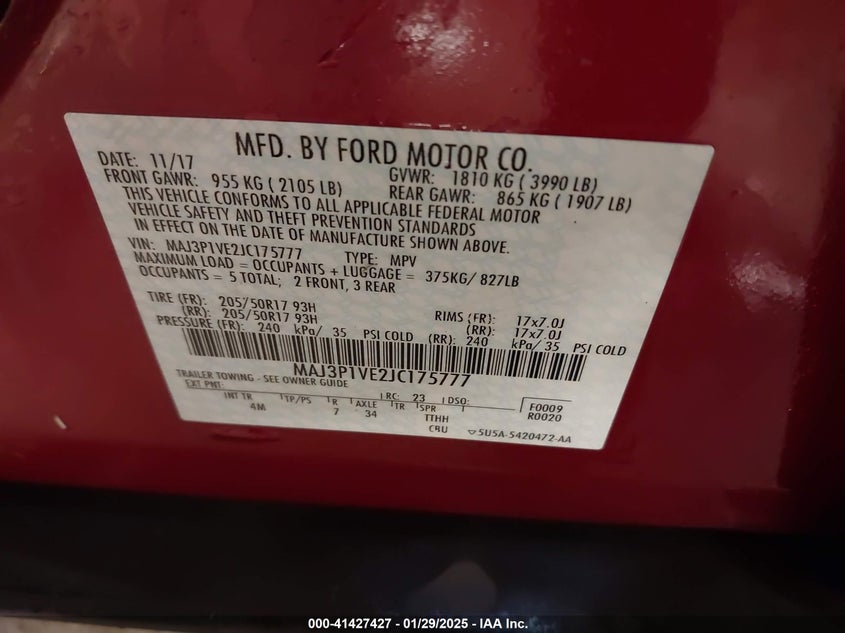 MFD. BY FORD MOTOR CO.
DATE: 11/17 GVWR: 1810 KG ( 3990 LB)
FRONT GAWR: 955 KG ( 2105 LB) REAR GAWR: 865 KG ( 1907 LB)
THIS VEHICLE CONFORMS TO ALL APPLICABLE FEDERAL MOTOR
VEHICLE SAFETY AND THEFT PREVENTION STANDARDS
IN EFFECT ON THE DATE OF MANUFACTURE SHOWN ABOVE.
VIN: MAJ3P1VE2JC175777 TYPE: MPV
MAXIMUM LOAD = OCCUPANTS + LUGGAGE = 375KG/ 827LB
OCCUPANTS = 5 TOTAL; 2 FRONT, 3 REAR
TIRE (FR): 205/50R17 93H RIMS (FR): 17x7.0J
(RR): 205/50R17 93H (RR): 17x7.0J
PRESSURE (FR): 240 kPa/ 35 PSI COLD (RR): 240 kPa/ 35 PSI COLD
MAJ3P1VE2JC175777
TRAILER TOWING - SEE OWNER GUIDE
EXT PNT: RC: 23 DSO:
INT TR TP/PS R AXLE TR SPR F0009
4M 7 34 TTHH R0020
CBU 5U5A-5420472-AA
000-41427427 - 01/29/2025 - IAA, Inc.